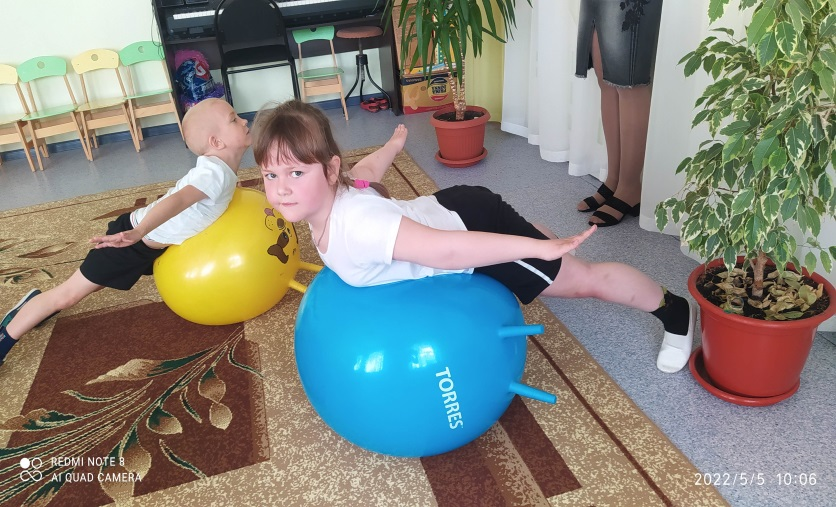 TORRES
REDMI NOTE 8
AI QUAD CAMERA
2022/5/5 10:06